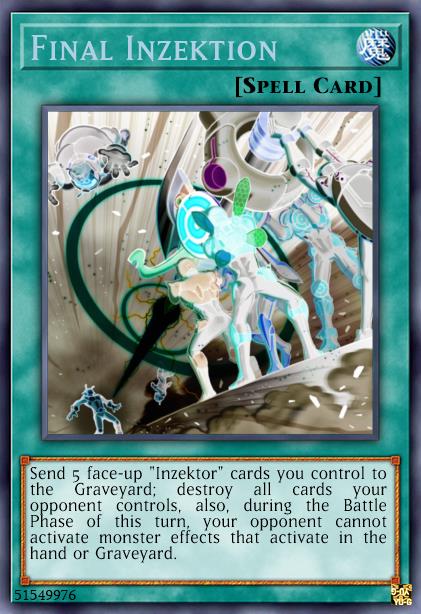 Final Inzektion
魔
[Spell Card]
Send 5 face-up "Inzektor" cards you control to
the Graveyard; destroy all cards your
opponent controls, also, during the Battle
Phase of this turn, your opponent cannot
activate monster effects that activate in the
hand or Graveyard.
51549976